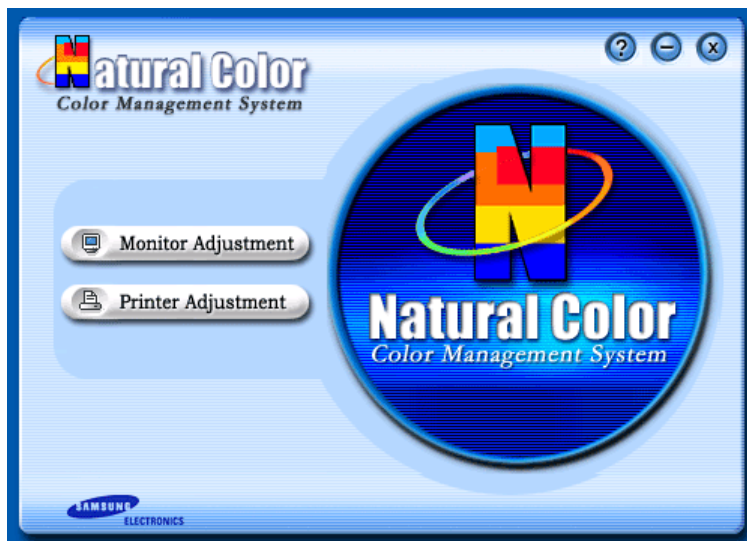 Natural Color
Color Management System
? – x
Monitor Adjustment
Printer Adjustment
N
Natural Color
Color Management System
SAMSUNG
ELECTRONICS